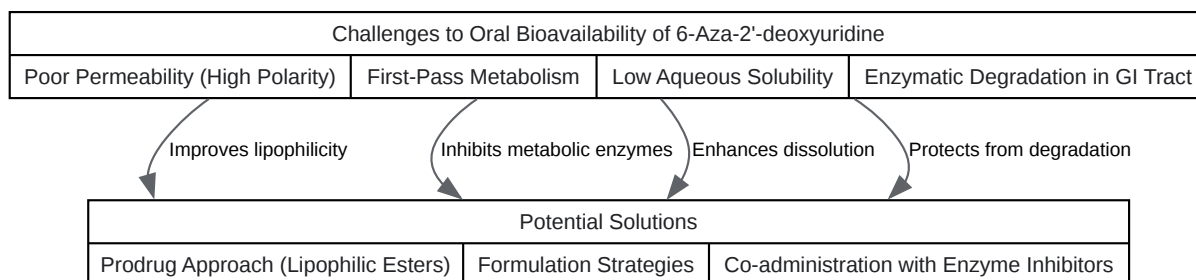 Challenges to Oral Bioavailability of 6-Aza-2'-deoxyuridine
Poor Permeability (High Polarity) First-Pass Metabolism Low Aqueous Solubility Enzymatic Degradation in GI Tract
Improves lipophilicity Inhibits metabolic enzymes Enhances dissolution Protects from degradation
Potential Solutions
Prodrug Approach (Lipophilic Esters) Formulation Strategies Co-administration with Enzyme Inhibitors